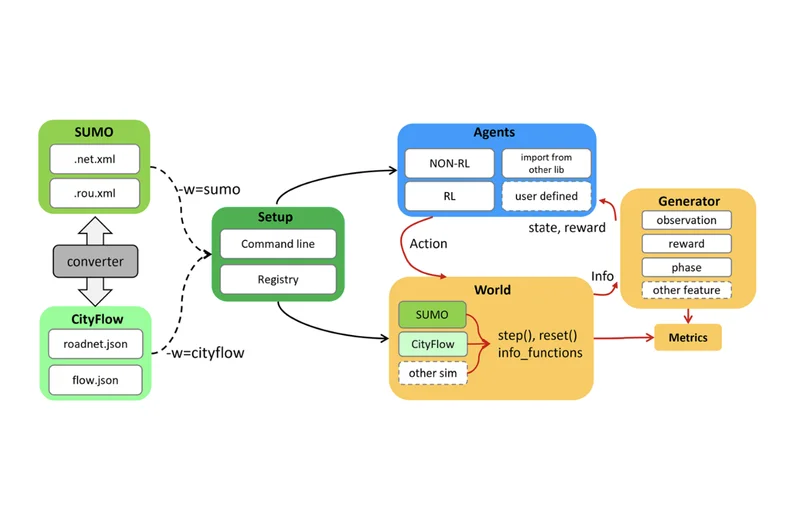 SUMO
.net.xml
.rou.xml
converter
CityFlow
roadnet.json
flow.json
-w=sumo
-w=cityflow
Setup
Command line
Registry
Agents
NON-RL
import from
other lib
RL
user defined
Action
state, reward
World
SUMO
CityFlow
other sim
step(), reset()
info_functions
Info
Generator
observation
reward
phase
other feature
Metrics